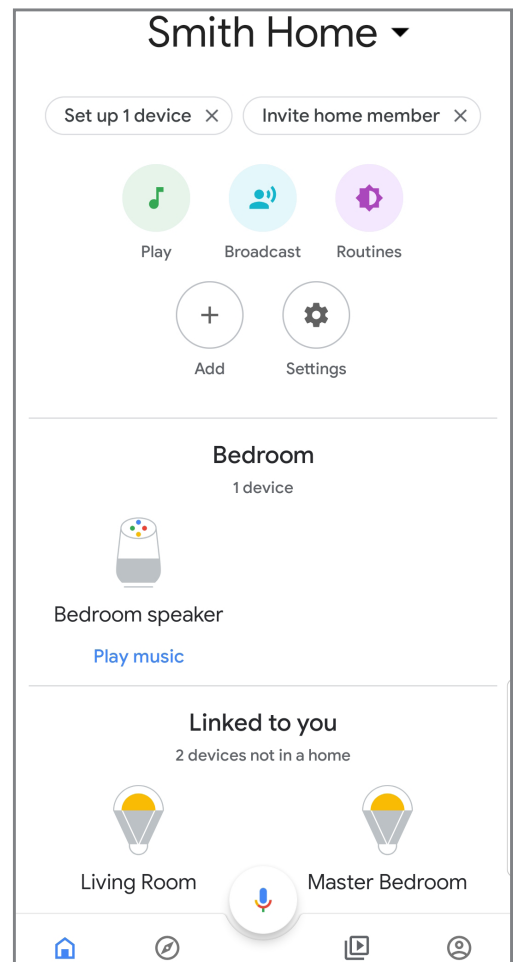 Smith Home
Set up 1 device
Invite home member
Play
Broadcast
Routines
Add
Settings
Bedroom
1 device
Bedroom speaker
Play music
Linked to you
2 devices not in a home
Living Room
Master Bedroom